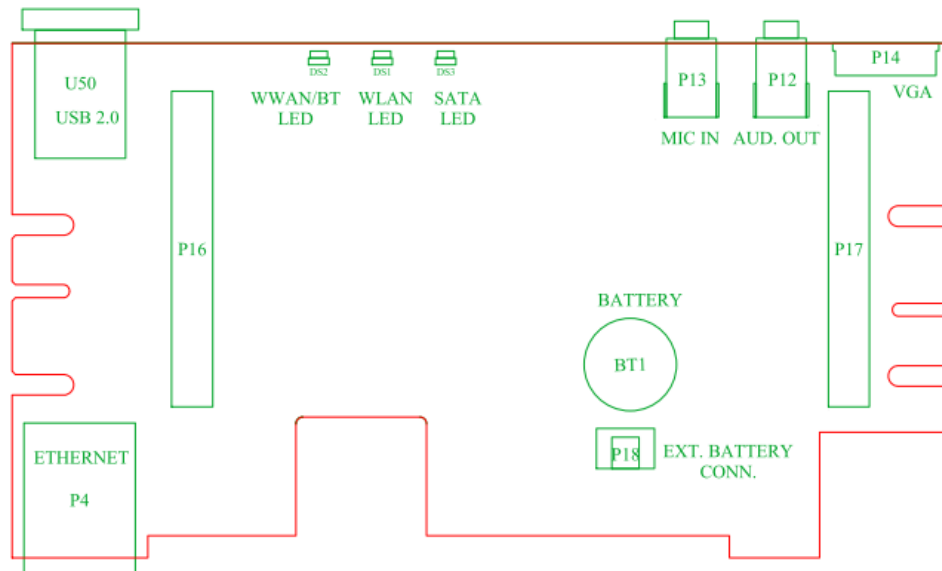 U50
USB 2.0
DS2
DS1
DS3
WWAN/BT
LED
WLAN
LED
SATA
LED
P13
MIC IN
P12
AUD. OUT
P14
VGA
P16
P17
BATTERY
BT1
P18
EXT. BATTERY
CONN.
ETHERNET
P4